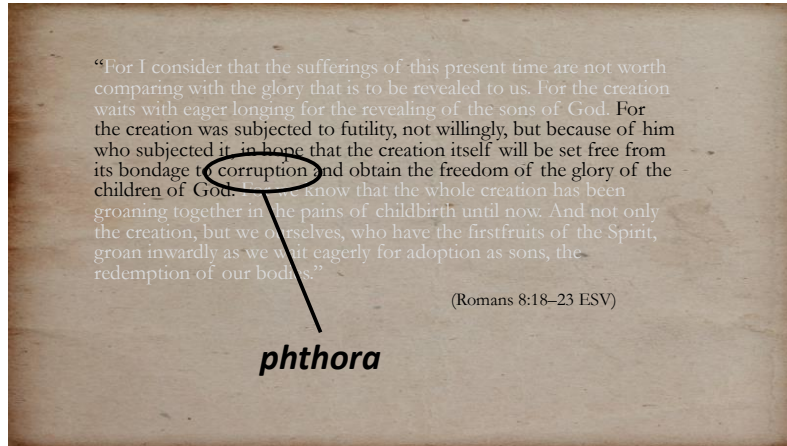 “For I consider that the sufferings of this present time are not worth
comparing with the glory that is to be revealed to us. For the creation
waits with eager longing for the revealing of the sons of God. For
the creation was subjected to futility, not willingly, but because of him
who subjected it, in hope that the creation itself will be set free from
its bondage to corruption and obtain the freedom of the glory of the
children of God. For we know that the whole creation has been
groaning together in the pains of childbirth until now. And not only
the creation, but we ourselves, who have the firstfruits of the Spirit,
groan inwardly as we wait eagerly for adoption as sons, the
redemption of our bodies.”
(Romans 8:18–23 ESV)
phthora